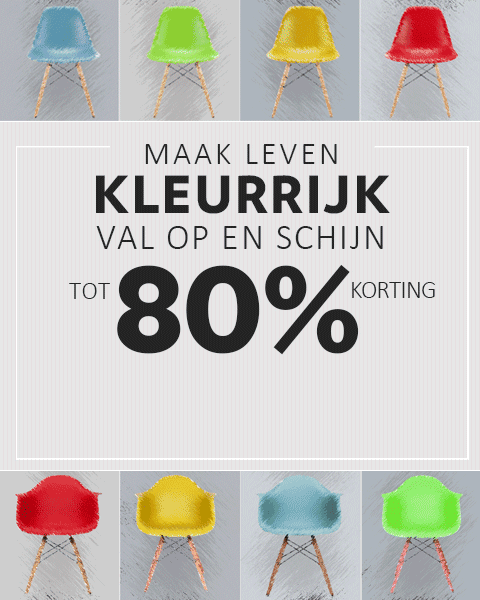 MAAK LEVEN
KLEURRIJK
VAL OP EN SCHIJN
TOT 80% KORTING